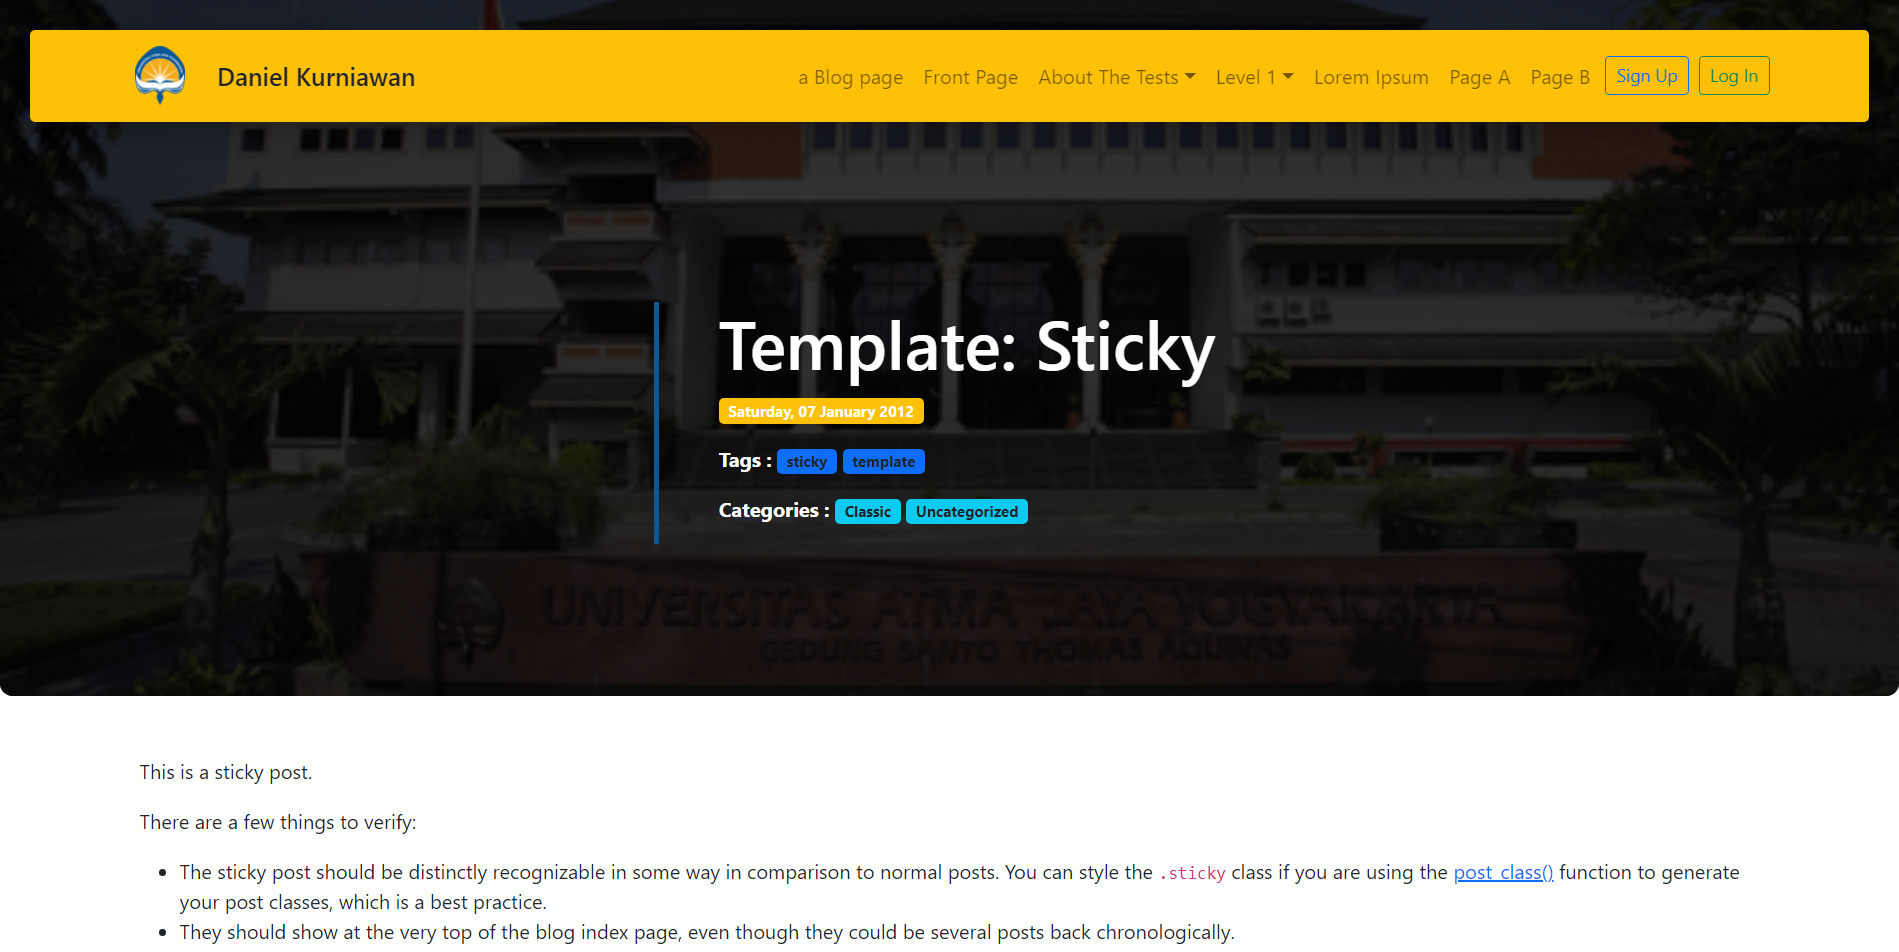 Daniel Kurniawan
a Blog page Front Page About The Tests Level 1 Lorem Ipsum Page A Page B Sign Up Log In
Template: Sticky
Saturday, 07 January 2012
Tags : sticky template
Categories : Classic Uncategorized
UNIVERSITAS ATMA JAYA YOGYAKARTA
GEDUNG SANTO THOMAS AQUINAS
This is a sticky post.
There are a few things to verify:
• The sticky post should be distinctly recognizable in some way in comparison to normal posts. You can style the .sticky class if you are using the post_class() function to generate
your post classes, which is a best practice.
• They should show at the very top of the blog index page, even though they could be several posts back chronologically.